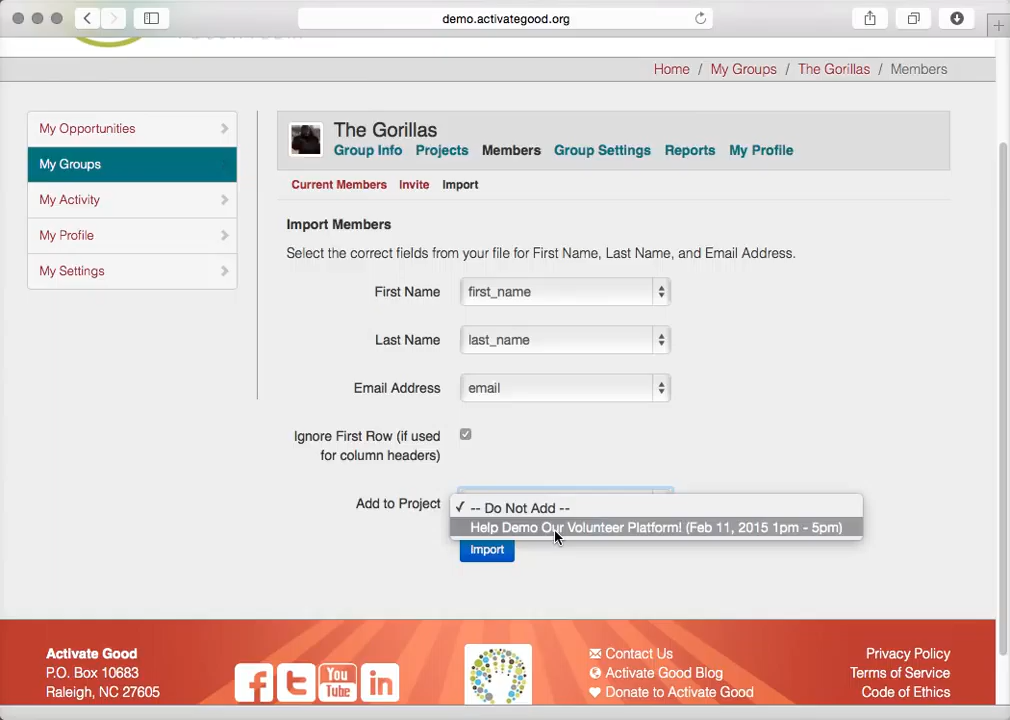 demo.activategood.org
Home / My Groups / The Gorillas / Members
My Opportunities
My Groups
My Activity
My Profile
My Settings
The Gorillas
Group Info Projects Members Group Settings Reports My Profile
Current Members Invite Import
Import Members
Select the correct fields from your file for First Name, Last Name, and Email Address.
First Name first_name
Last Name last_name
Email Address email
Ignore First Row (if used
for column headers)
Add to Project
✓ -- Do Not Add --
Help Demo Our Volunteer Platform! (Feb 11, 2015 1pm - 5pm)
Import
Activate Good
P.O. Box 10683
Raleigh, NC 27605
You
Tube
in
Contact Us
Activate Good Blog
Donate to Activate Good
Privacy Policy
Terms of Service
Code of Ethics